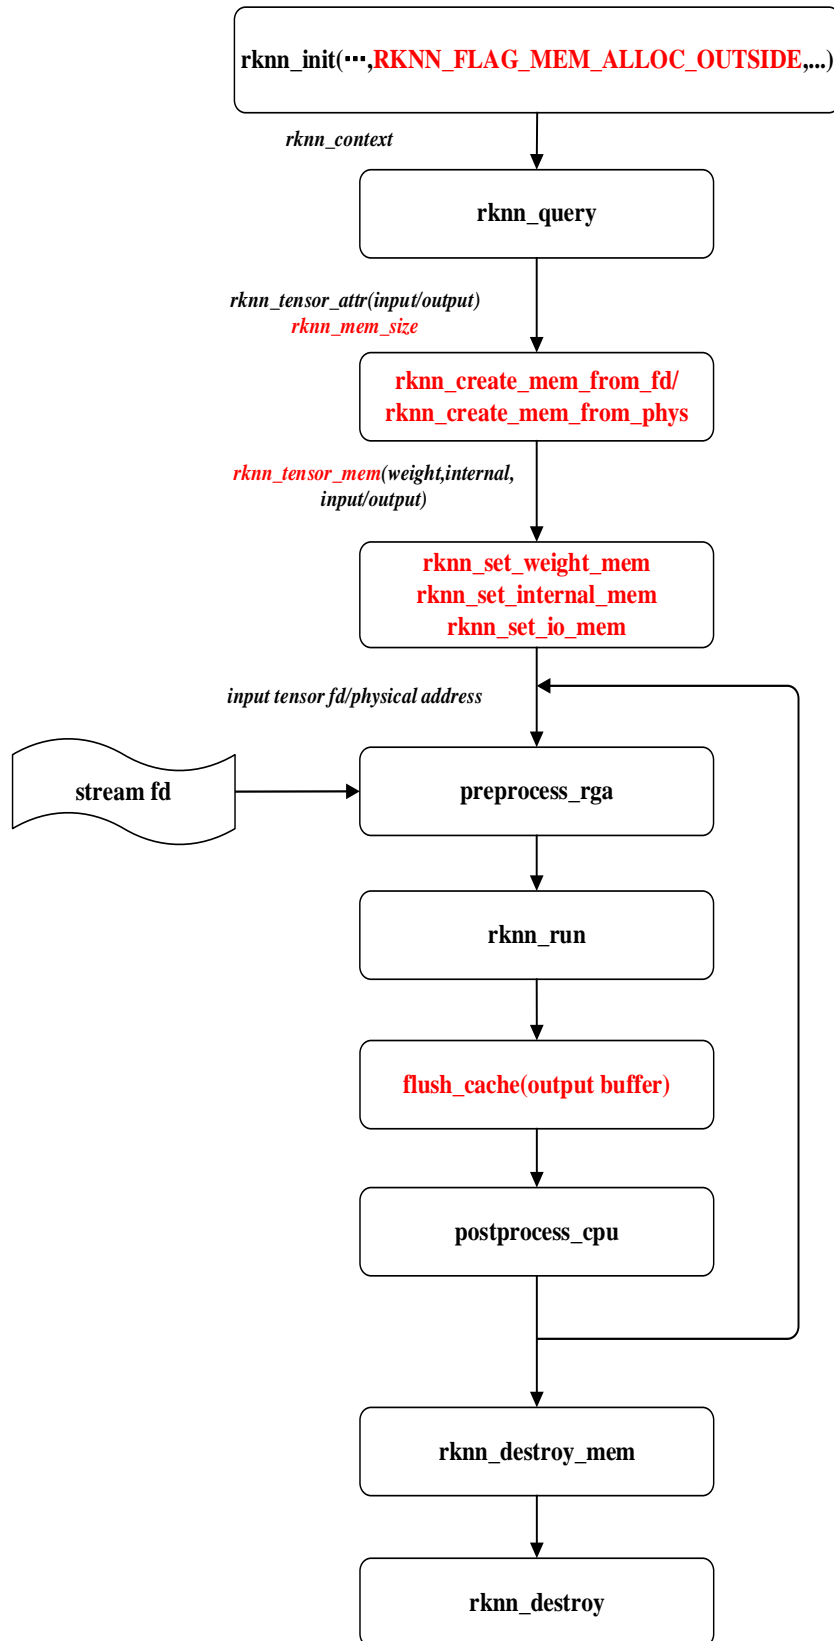 rknn_init(···,RKNN_FLAG_MEM_ALLOC_OUTSIDE,...)
rknn_context
rknn_query
rknn_tensor_attr(input/output)
rknn_mem_size
rknn_create_mem_from_fd/
rknn_create_mem_from_phys
rknn_tensor_mem(weight,internal,
input/output)
rknn_set_weight_mem
rknn_set_internal_mem
rknn_set_io_mem
input tensor fd/physical address
stream fd
preprocess_rga
rknn_run
flush_cache(output buffer)
postprocess_cpu
rknn_destroy_mem
rknn_destroy